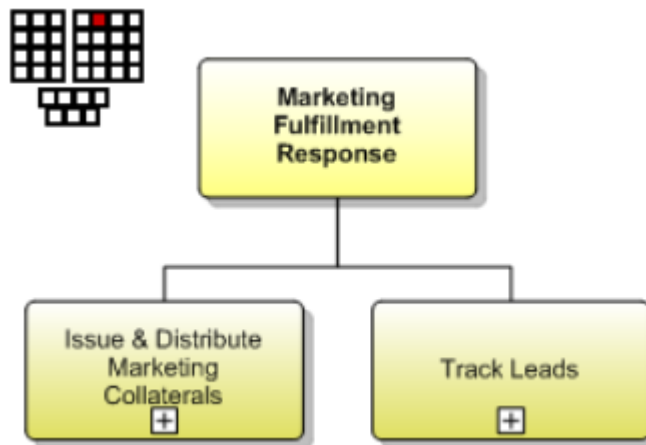 Marketing
Fulfillment
Response
Issue & Distribute
Marketing
Collaterals
Track Leads